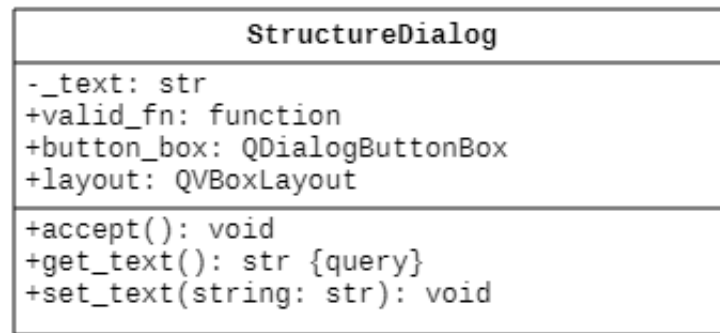 StructureDialog
-_text: str
+valid_fn: function
+button_box: QDialogButtonBox
+layout: QVBoxLayout
+accept(): void
+get_text(): str {query}
+set_text(string: str): void